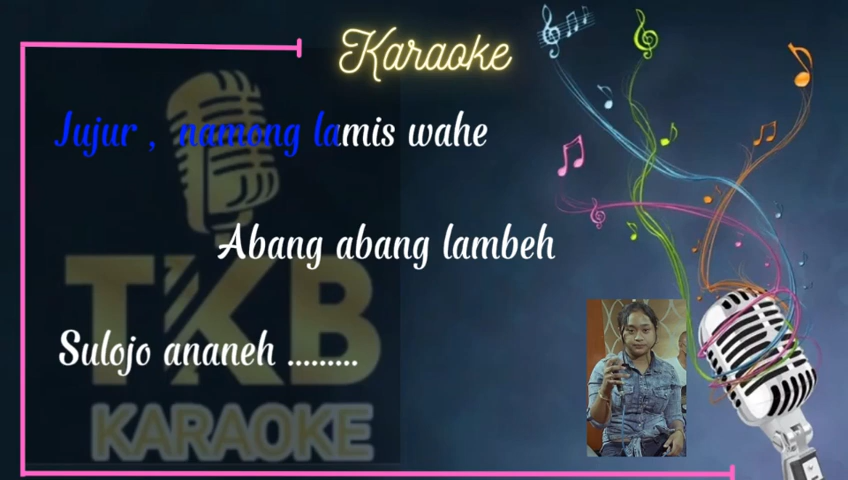 Karaoke
Jujur , namong lamis wahe
Abang abang lambeh
Sulojo ananeh .........
TKB
KARAOKE